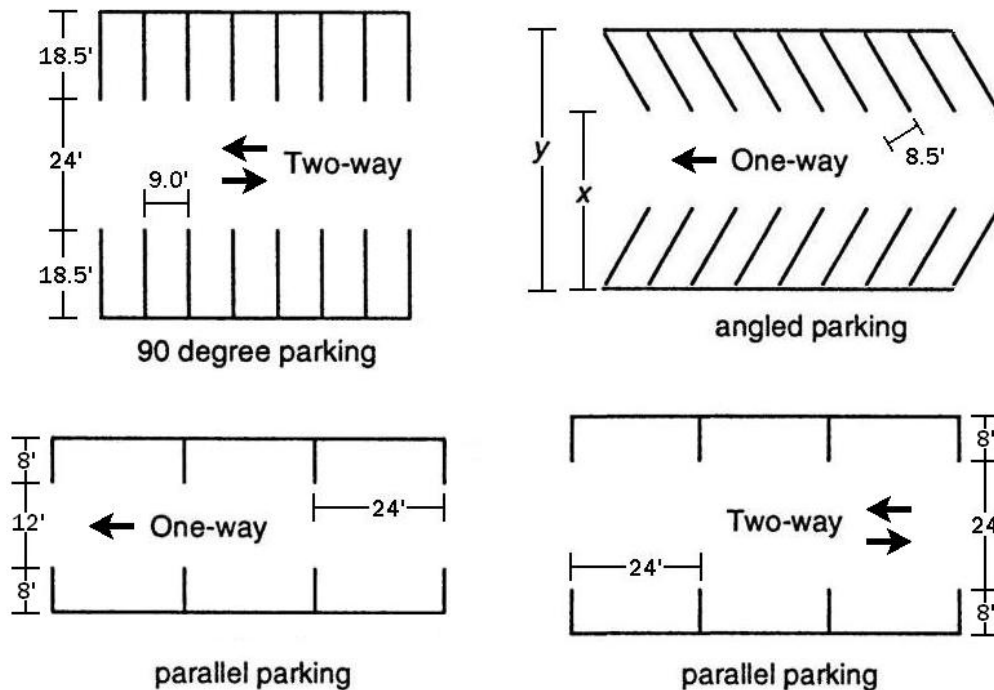 18.5'
24'
18.5'
9.0'
Two-way
90 degree parking
y
x
One-way
8.5'
angled parking
8'
12'
8'
One-way
24'
parallel parking
Two-way
24'
8'
24
8'
parallel parking